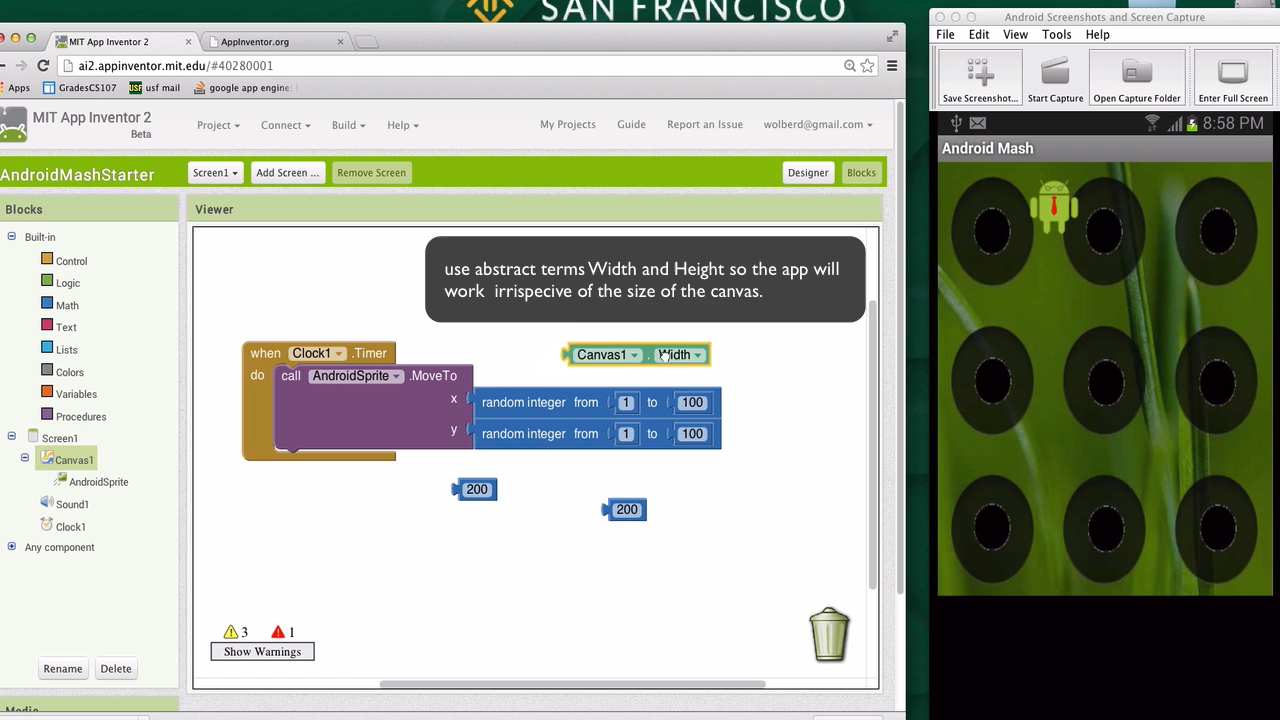 SAN FRANCISCO
MIT App Inventor 2
AppInventor.org
ai2.appinventor.mit.edu/#40280001
Apps
GradesCS107
USF usf mail
google app engine:
MIT App Inventor 2
Beta
Project
Connect
Build
Help
My Projects
Guide
Report an Issue
wolberd@gmail.com
AndroidMashStarter
Screen1
Add Screen ...
Remove Screen
Designer
Blocks
Blocks
Viewer
Built-in
Control
Logic
Math
Text
Lists
Colors
Variables
Procedures
Screen1
Canvas1
AndroidSprite
Sound1
Clock1
Any component
Rename
Delete
Media
use abstract terms Width and Height so the app will
work irrispecive of the size of the canvas.
when Clock1 .Timer
Canvas1 . Width
do call AndroidSprite .MoveTo
x random integer from 1 to 100
y random integer from 1 to 100
200
200
3
1
Show Warnings
Android Screenshots and Screen Capture
File Edit View Tools Help
Save Screenshot...
Start Capture
Open Capture Folder
Enter Full Screen
8:58 PM
Android Mash